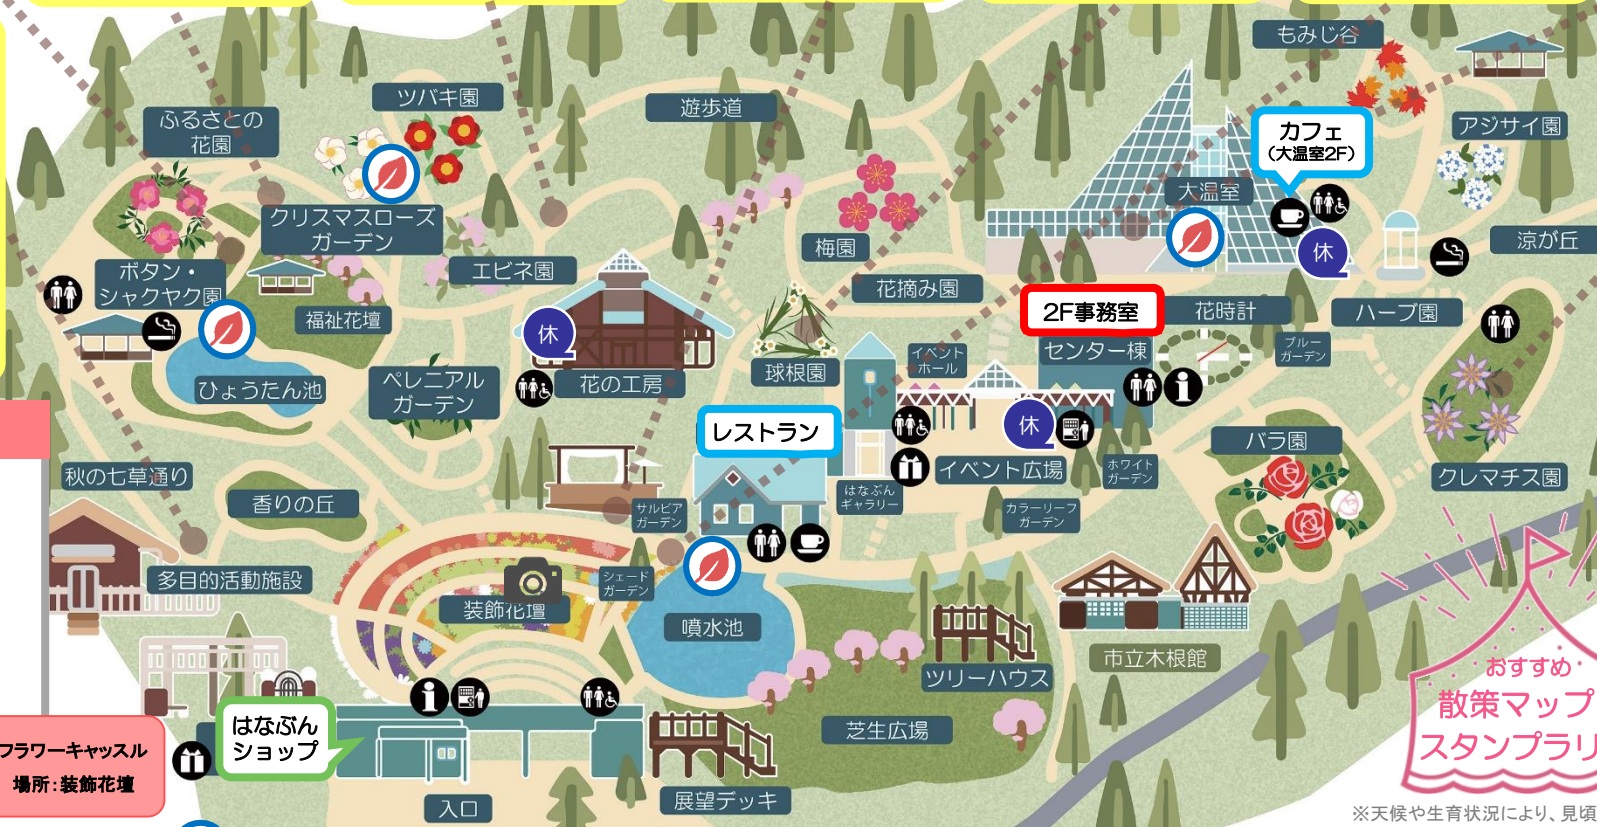 もみじ谷
ツバキ園
遊歩道
ふるさとの
花園
カフェ
(大温室2F)
アジサイ園
大温室
クリスマスローズ
ガーデン
梅園
涼が丘
エビネ園
ボタン・
シャクヤク園
花摘み園
福祉花壇
休
休
2F事務室
花時計
ハーブ園
センター棟
ブルー
ガーデン
イベント
ホール
球根園
ひょうたん池
ペレニアル
ガーデン
花の工房
レストラン
休
バラ園
イベント広場
ホワイト
ガーデン
クレマチス園
秋の七草通り
香りの丘
はなぶん
ギャラリー
サルビア
ガーデン
カラーリーフ
ガーデン
多目的活動施設
シェード
ガーデン
装飾花壇
噴水池
市立木根館
ツリーハウス
おすすめ
散策マップ
スタンプラリ
はなぶん
ショップ
芝生広場
フラワーキャッスル
場所:装飾花壇
展望デッキ
入口
※天候や生育状況により、見頃